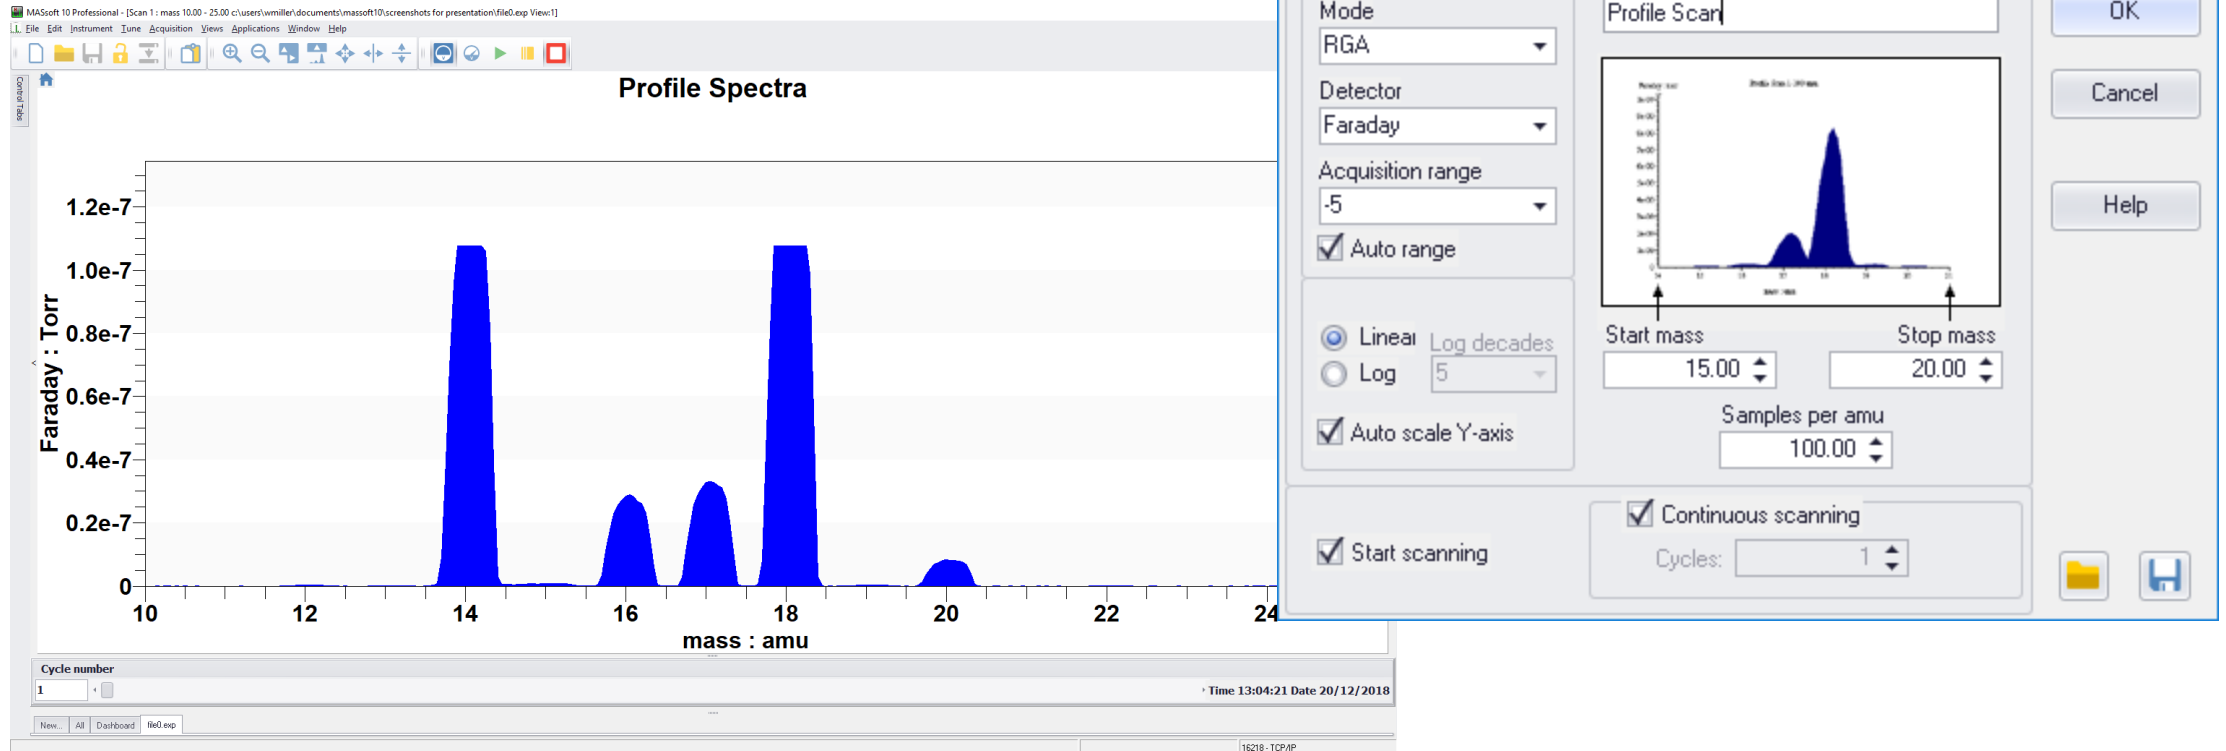 MASsoft 10 Professional - [Scan 1 : mass 10.00 - 25.00 c:\users\wmiller\documents\massoft10\screenshots for presentation\file0.exp View:1]
File Edit Instrument Tune Acquisition Views Applications Window Help
Control Tabs
Profile Spectra
Faraday : Torr
1.2e-7
1.0e-7
0.8e-7
0.6e-7
0.4e-7
0.2e-7
0
10 12 14 16 18 20 22 24
mass : amu
Cycle number
1
Time 13:04:21 Date 20/12/2018
New... All Dashboard file0.exp
16218 - TCP/IP
Mode
RGA
Detector
Faraday
Acquisition range
-5
Auto range
Linear
Log decades
Log
5
Auto scale Y-axis
Profile Scan
Start mass
Stop mass
15.00
20.00
Samples per amu
100.00
Start scanning
Continuous scanning
Cycles:
1
OK
Cancel
Help